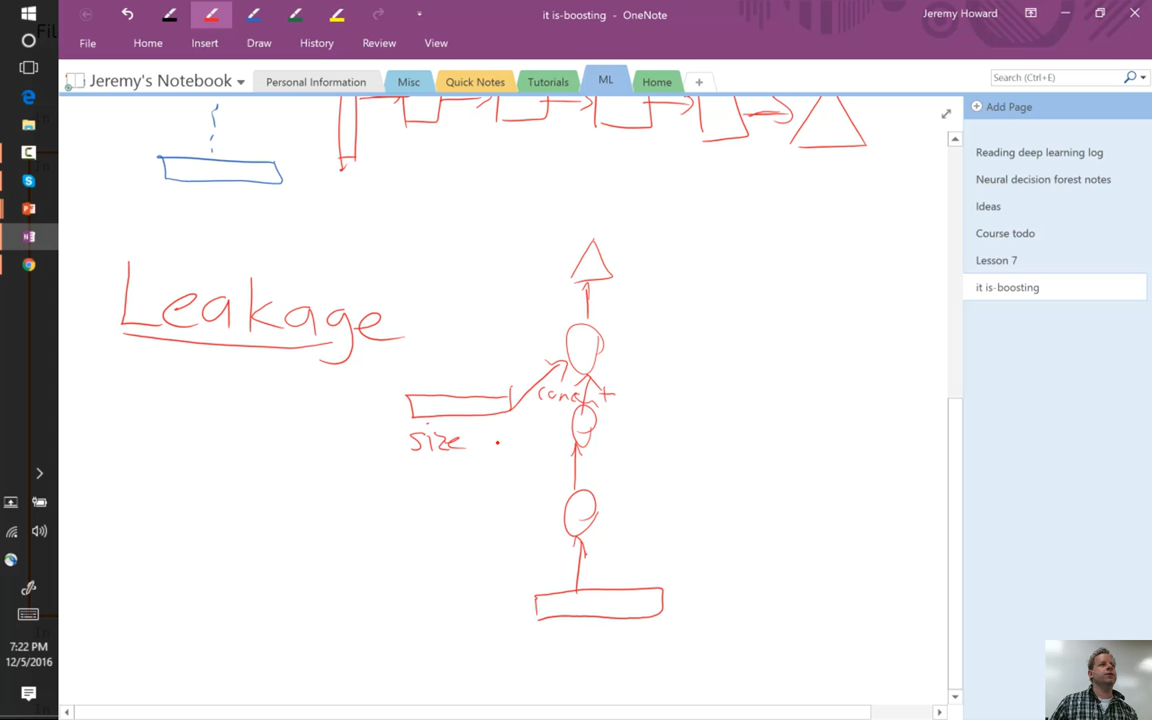 it is-boosting - OneNote
Jeremy Howard
File Home Insert Draw History Review View
Jeremy's Notebook Personal Information Misc Quick Notes Tutorials ML Home
Search (Ctrl+E)
Add Page
Reading deep learning log
Neural decision forest notes
Ideas
Course todo
Lesson 7
it is-boosting
Leakage
size
7:22 PM
12/5/2016